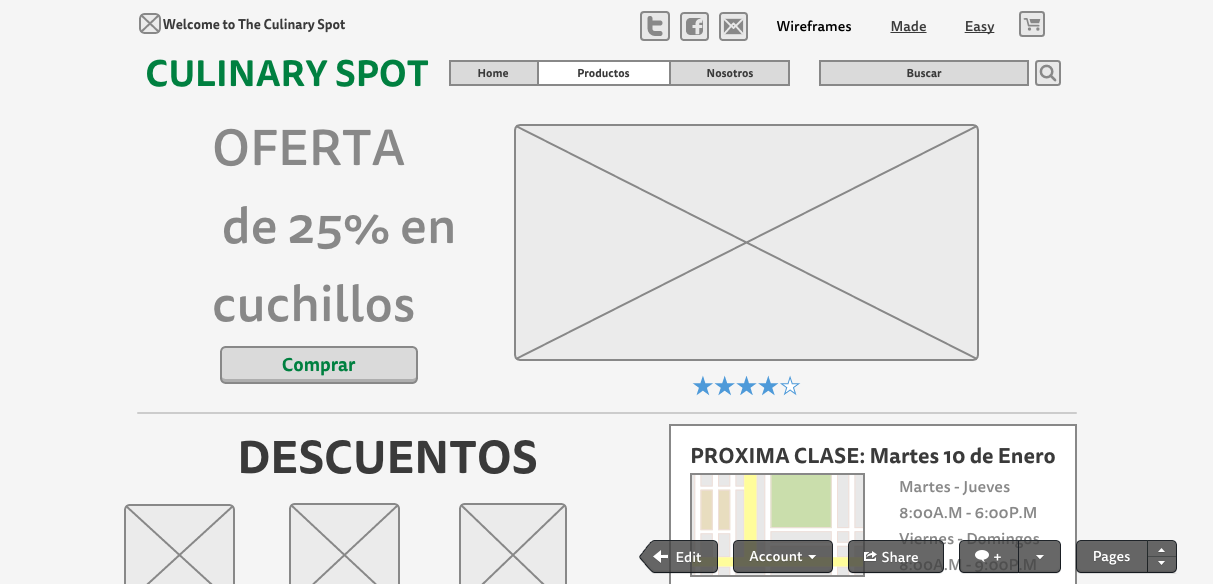 Welcome to The Culinary Spot
Wireframes Made Easy
CULINARY SPOT
Home Productos Nosotros
Buscar
OFERTA
de 25% en
cuchillos
Comprar
DESCUENTOS
PROXIMA CLASE: Martes 10 de Enero
Martes - Jueves
8:00A.M - 6:00P.M
Viernes - Domingos
8:00A.M - 9:00P.M
Edit Account Share + Pages